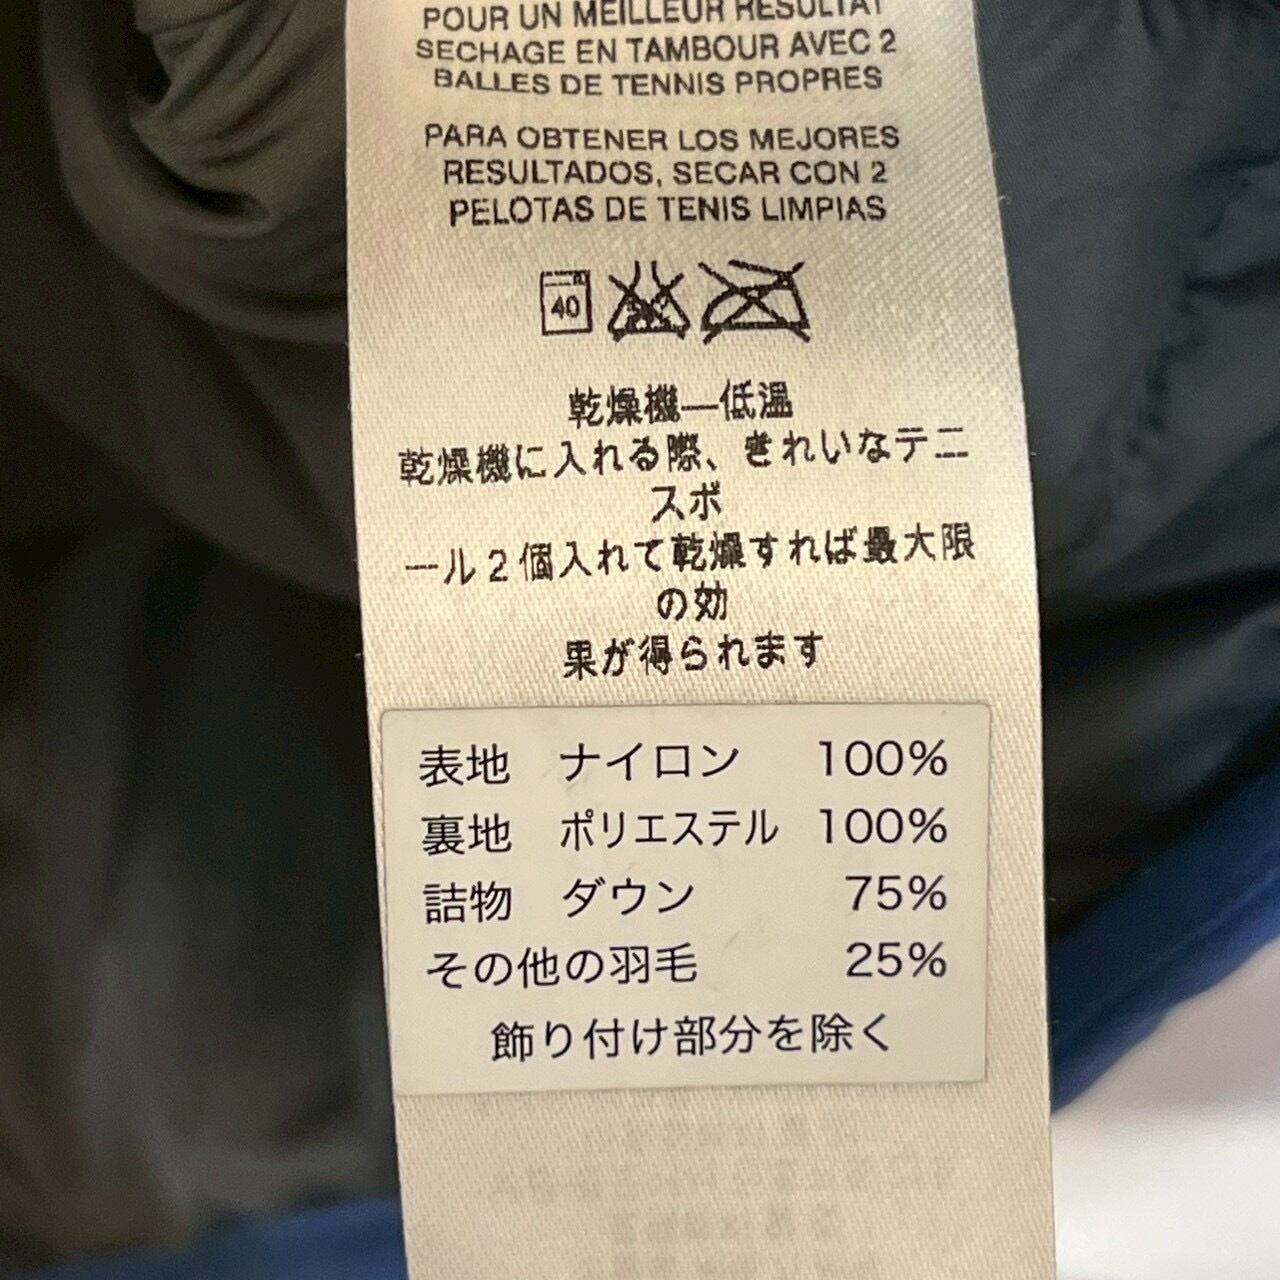 POUR UN MEILLEUR RESULTAT
SECHAGE EN TAMBOUR AVEC 2
BALLES DE TENNIS PROPRES
PARA OBTENER LOS MEJORES
RESULTADOS, SECAR CON 2
PELOTAS DE TENIS LIMPIAS
40
乾燥機—低温
乾燥機に入れる際、きれいなテニ
スボ
ール2個入れて乾燥すれば最大限
の効
果が得られます
表地 ナイロン 100%
裏地 ポリエステル 100%
詰物 ダウン 75%
その他の羽毛 25%
飾り付け部分を除く